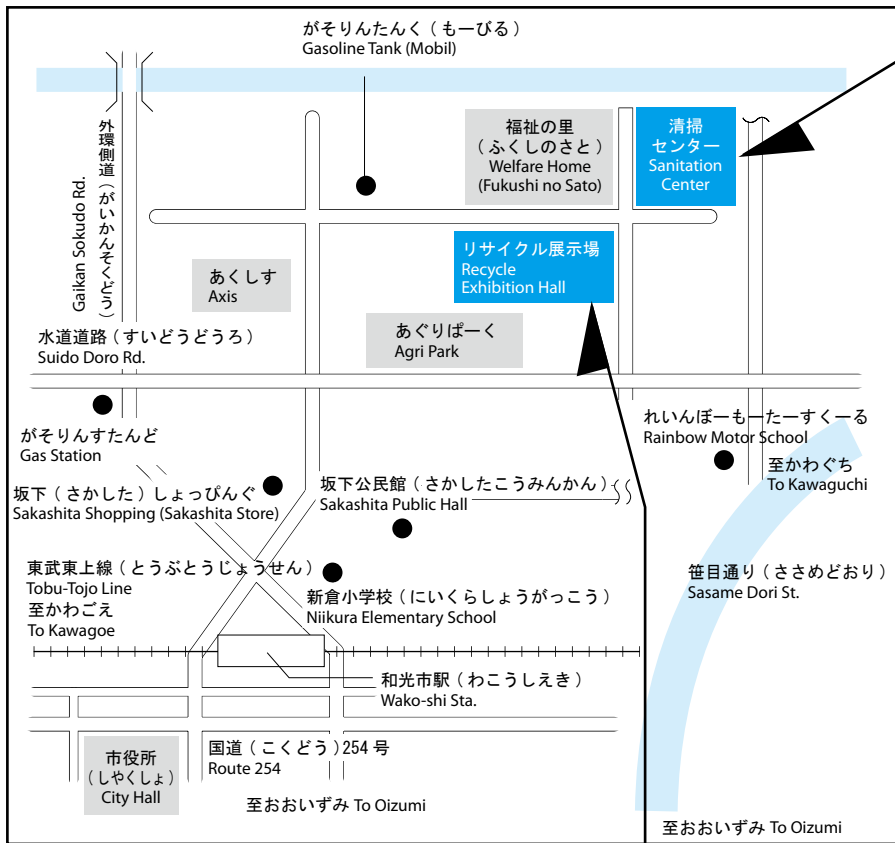 がそりんたんく（もーびる）
Gasoline Tank (Mobil)
外環側道（がいかんそくどう）
Gaikan Sokudo Rd.
福祉の里
（ふくしのさと）
Welfare Home
(Fukushi no Sato)
清掃
センター
Sanitation
Center
リサイクル展示場
Recycle
Exhibition Hall
あくしす
Axis
あぐりぱーく
Agri Park
水道道路（すいどうどうろ）
Suido Doro Rd.
がそりんすたんど
Gas Station
れいんぼーもーたーすくーる
Rainbow Motor School
至かわぐち
To Kawaguchi
坂下（さかした）しょっぴんぐ
Sakashita Shopping (Sakashita Store)
坂下公民館（さかしたこうみんかん）
Sakashita Public Hall
東武東上線（とうぶとうじょうせん）
Tobu-Tojo Line
至かわごえ
To Kawagoe
新倉小学校（にいくらしょうがっこう）
Niikura Elementary School
笹目通り（ささめどおり）
Sasame Dori St.
和光市駅（わこうしえき）
Wako-shi Sta.
市役所
（しやくしょ）
City Hall
国道（こくどう）254号
Route 254
至おおいずみ To Oizumi
至おおいずみ To Oizumi